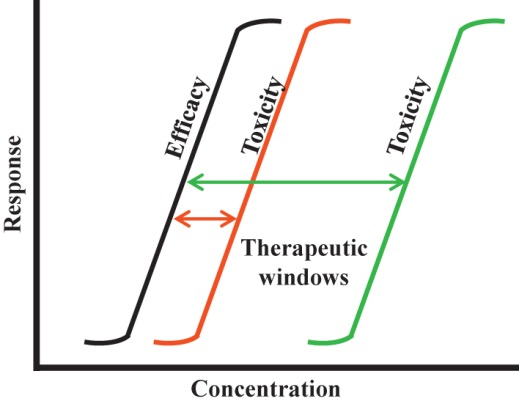 Efficacy
Toxicity
Toxicity
Response
Therapeutic
windows
Concentration